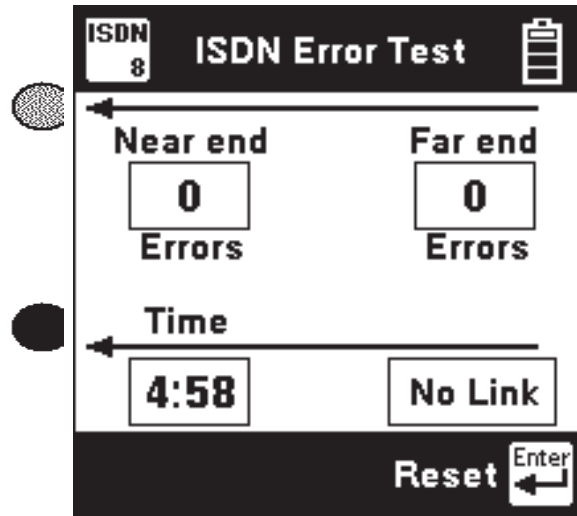 ISDN
8
ISDN Error Test
Near end Far end
0 0
Errors Errors
Time
4:58 No Link
Reset Enter